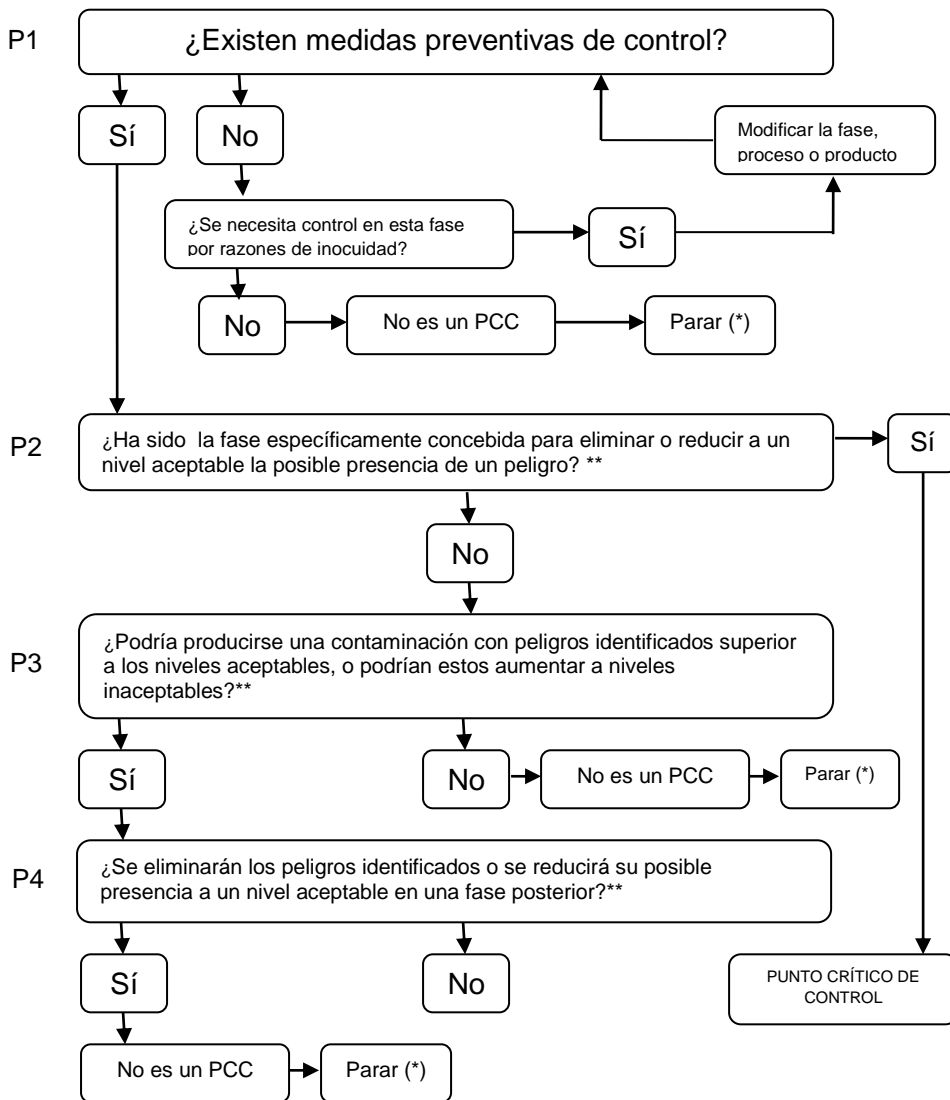 P1
¿Existen medidas preventivas de control?
Sí
No
Modificar la fase,
proceso o producto
¿Se necesita control en esta fase
por razones de inocuidad?
Sí
No
No es un PCC
Parar (*)
P2
¿Ha sido  la fase específicamente concebida para eliminar o reducir a un
nivel aceptable la posible presencia de un peligro? **
Sí
No
P3
¿Podría producirse una contaminación con peligros identificados superior
a los niveles aceptables, o podrían estos aumentar a niveles
inaceptables?**
Sí
No
No es un PCC
Parar (*)
P4
¿Se eliminarán los peligros identificados o se reducirá su posible
presencia a un nivel aceptable en una fase posterior?**
Sí
No
PUNTO CRÍTICO DE
CONTROL
No es un PCC
Parar (*)